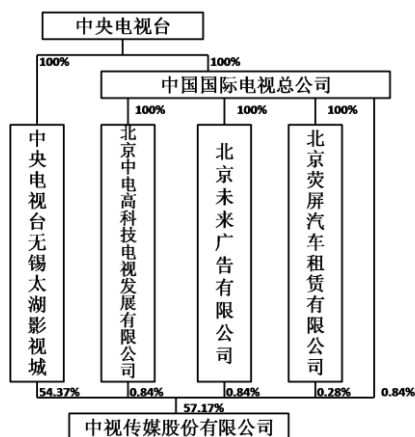 中央电视台
100%
100%
中国国际电视总公司
100%
100%
100%
中央电视台无锡太湖影视城
北京中电高科技电视发展有限公司
北京未来广告有限公司
北京荧屏汽车租赁有限公司
54.37%
0.84%
0.84%
0.28%
0.84%
57.17%
中视传媒股份有限公司